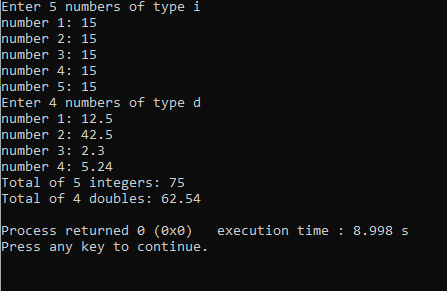 Enter 5 numbers of type i
number 1: 15
number 2: 15
number 3: 15
number 4: 15
number 5: 15
Enter 4 numbers of type d
number 1: 12.5
number 2: 42.5
number 3: 2.3
number 4: 5.24
Total of 5 integers: 75
Total of 4 doubles: 62.54
Process returned 0 (0x0)   execution time : 8.998 s
Press any key to continue.